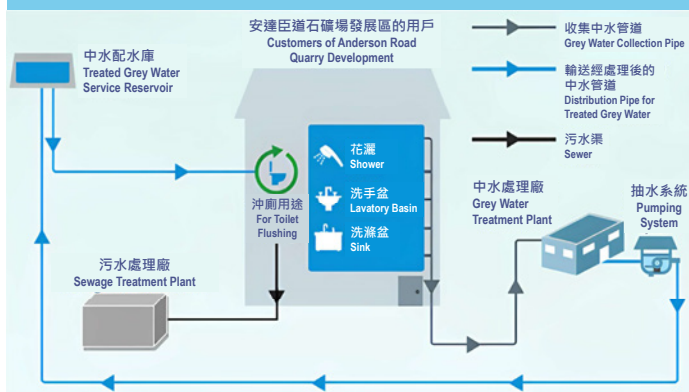 安達臣道石礦場發展區的用戶
Customers of Anderson Road
Quarry Development
收集中水管道
Grey Water Collection Pipe
輸送經處理後的
中水管道
Distribution Pipe for
Treated Grey Water
污水渠
Sewer
中水配水庫
Treated Grey Water
Service Reservoir
花灑
Shower
洗手盆
Lavatory Basin
洗滌盆
Sink
沖廁用途
For Toilet
Flushing
中水處理廠
Grey Water
Treatment Plant
抽水系統
Pumping
System
污水處理廠
Sewage Treatment Plant